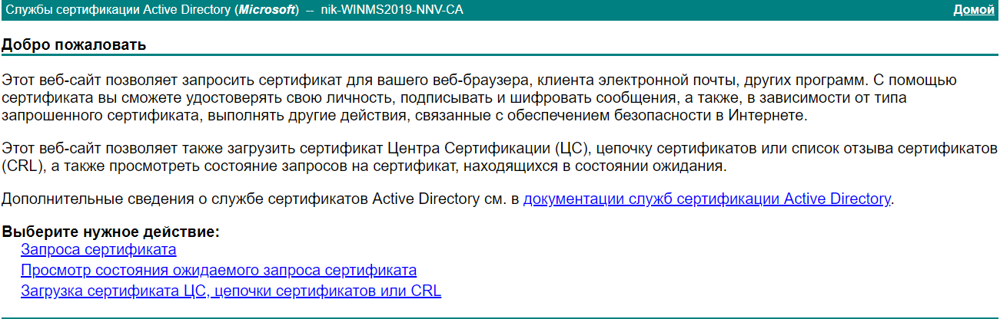 Службы сертификации Active Directory (Microsoft) -- nik-WINMS2019-NNV-CA Домой
Добро пожаловать
Этот веб-сайт позволяет запросить сертификат для вашего веб-браузера, клиента электронной почты, других программ. С помощью
сертификата вы сможете удостоверять свою личность, подписывать и шифровать сообщения, а также, в зависимости от типа
запрошенного сертификата, выполнять другие действия, связанные с обеспечением безопасности в Интернете.
Этот веб-сайт позволяет также загрузить сертификат Центра Сертификации (ЦС), цепочку сертификатов или список отзыва сертификатов
(CRL), а также просмотреть состояние запросов на сертификат, находящихся в состоянии ожидания.
Дополнительные сведения о службе сертификатов Active Directory см. в документации служб сертификации Active Directory.
Выберите нужное действие:
Запроса сертификата
Просмотр состояния ожидаемого запроса сертификата
Загрузка сертификата ЦС, цепочки сертификатов или CRL